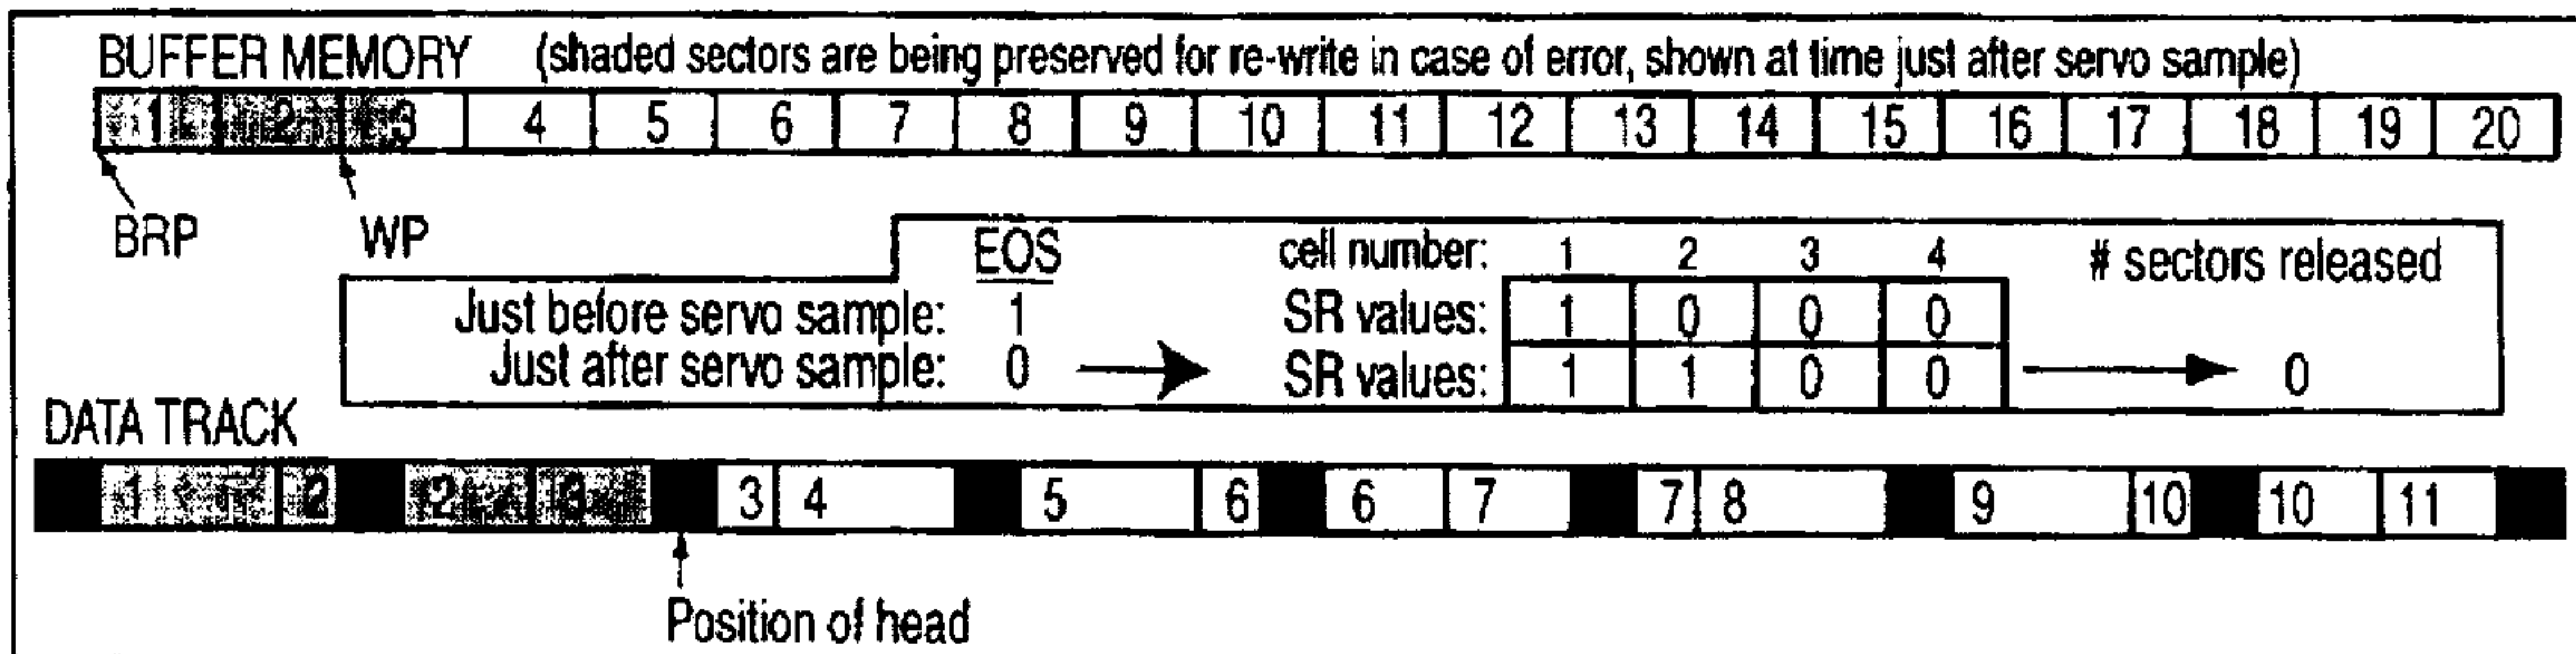 BUFFER MEMORY (shaded sectors are being preserved for re-write in case of error, shown at time just after servo sample)
1 2 3 4 5 6 7 8 9 10 11 12 13 14 15 16 17 18 19 20
BRP WP
EOS cell number: 1 2 3 4 # sectors released
Just before servo sample: 1 SR values: 1 0 0 0
Just after servo sample: 0 SR values: 1 1 0 0 0
DATA TRACK
1 2 2 3 3 4 5 6 6 7 7 8 9 10 10 11
Position of head